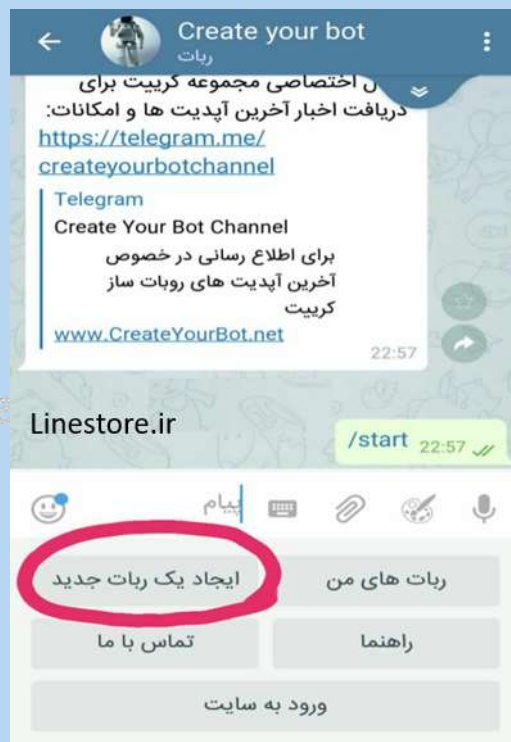 Create your bot
ربات
ل اختصاصی مجموعه کرییت برای
دریافت اخبار آخرین آپدیت ها و امکانات:
https://telegram.me/
createyourbotchannel
Telegram
Create Your Bot Channel
برای اطلاع رسانی در خصوص
آخرین آپدیت های روبات ساز
کرییت
www.CreateYourBot.net
22:57
Linestore.ir
/start 22:57
پیام
ایجاد یک ربات جدید
ربات های من
تماس با ما
راهنما
ورود به سایت